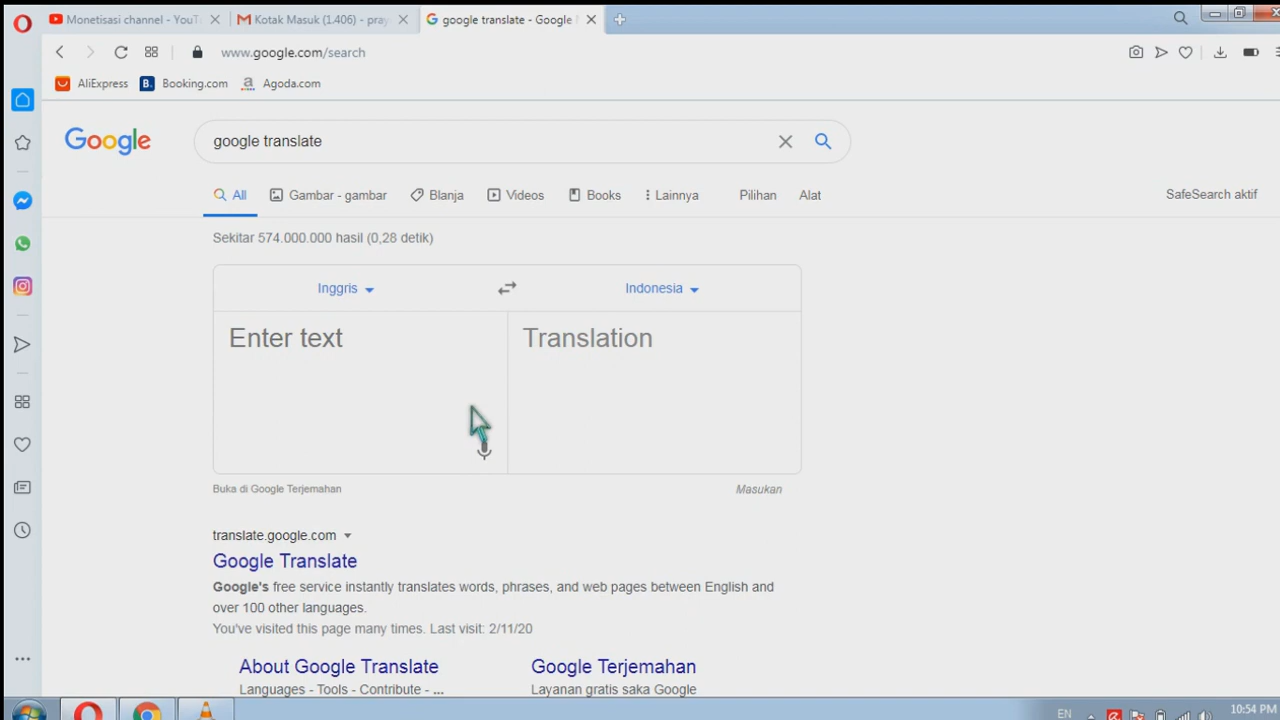 Monetisasi channel - YouT
Kotak Masuk (1.406) - pray
google translate - Google
www.google.com/search
AliExpress
B.
Booking.com
a
Agoda.com
Google
google translate
All
Gambar - gambar
Blanja
Videos
Books
Lainnya
Pilihan
Alat
SafeSearch aktif
Sekitar 574.000.000 hasil (0,28 detik)
Inggris
Indonesia
Enter text
Translation
Buka di Google Terjemahan
Masukan
translate.google.com
Google Translate
Google's free service instantly translates words, phrases, and web pages between English and
over 100 other languages.
You've visited this page many times. Last visit: 2/11/20
About Google Translate
Google Terjemahan
Languages - Tools - Contribute - ...
Layanan gratis saka Google
EN
10:54 PM